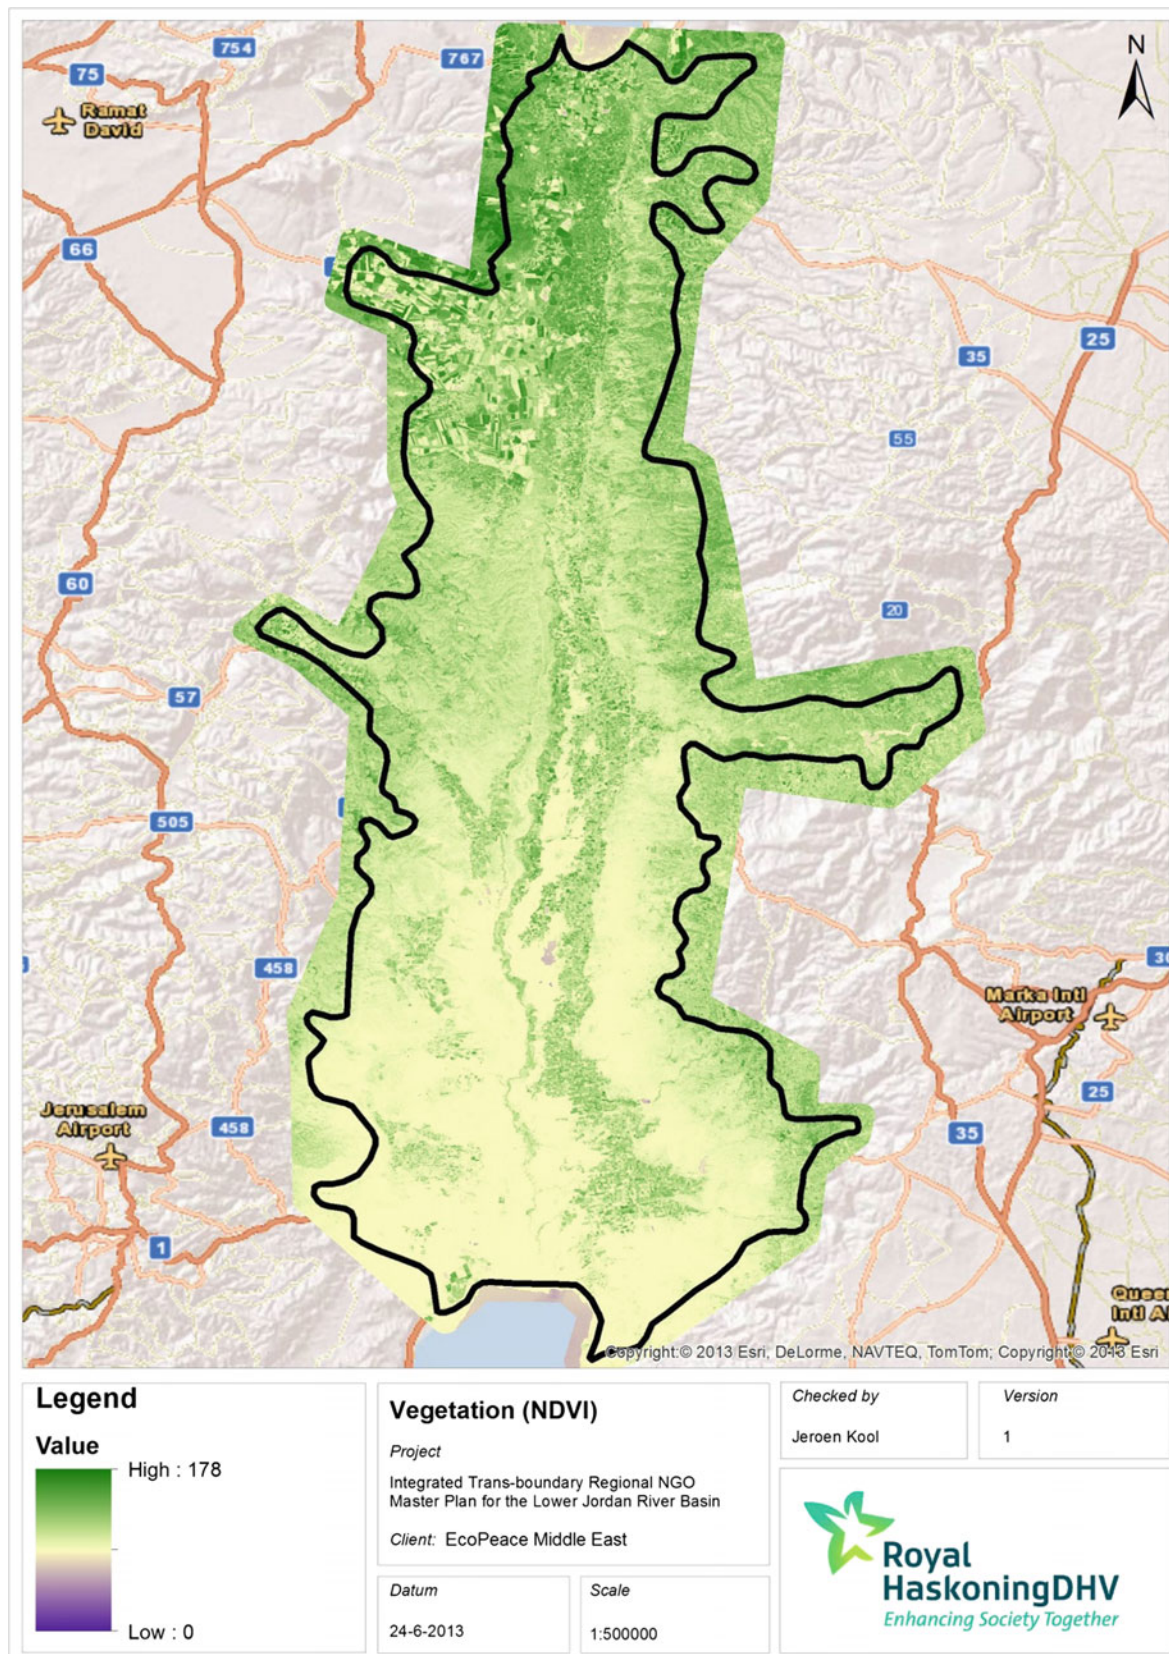 N
754
767
75
Ramat
David
66
25
35
55
60
20
57
505
458
30
Marka Intl
Airport
25
Jerusalem
Airport
458
35
1
Queen
Intl Ai
Copyright:© 2013 Esri, DeLorme, NAVTEQ, TomTom; Copyright:© 2013 Esri
Legend
Value
High : 178
Low : 0
Vegetation (NDVI)
Project
Integrated Trans-boundary Regional NGO
Master Plan for the Lower Jordan River Basin
Client: EcoPeace Middle East
Datum
24-6-2013
Scale
1:500000
Checked by
Jeroen Kool
Version
1
Royal
HaskoningDHV
Enhancing Society Together